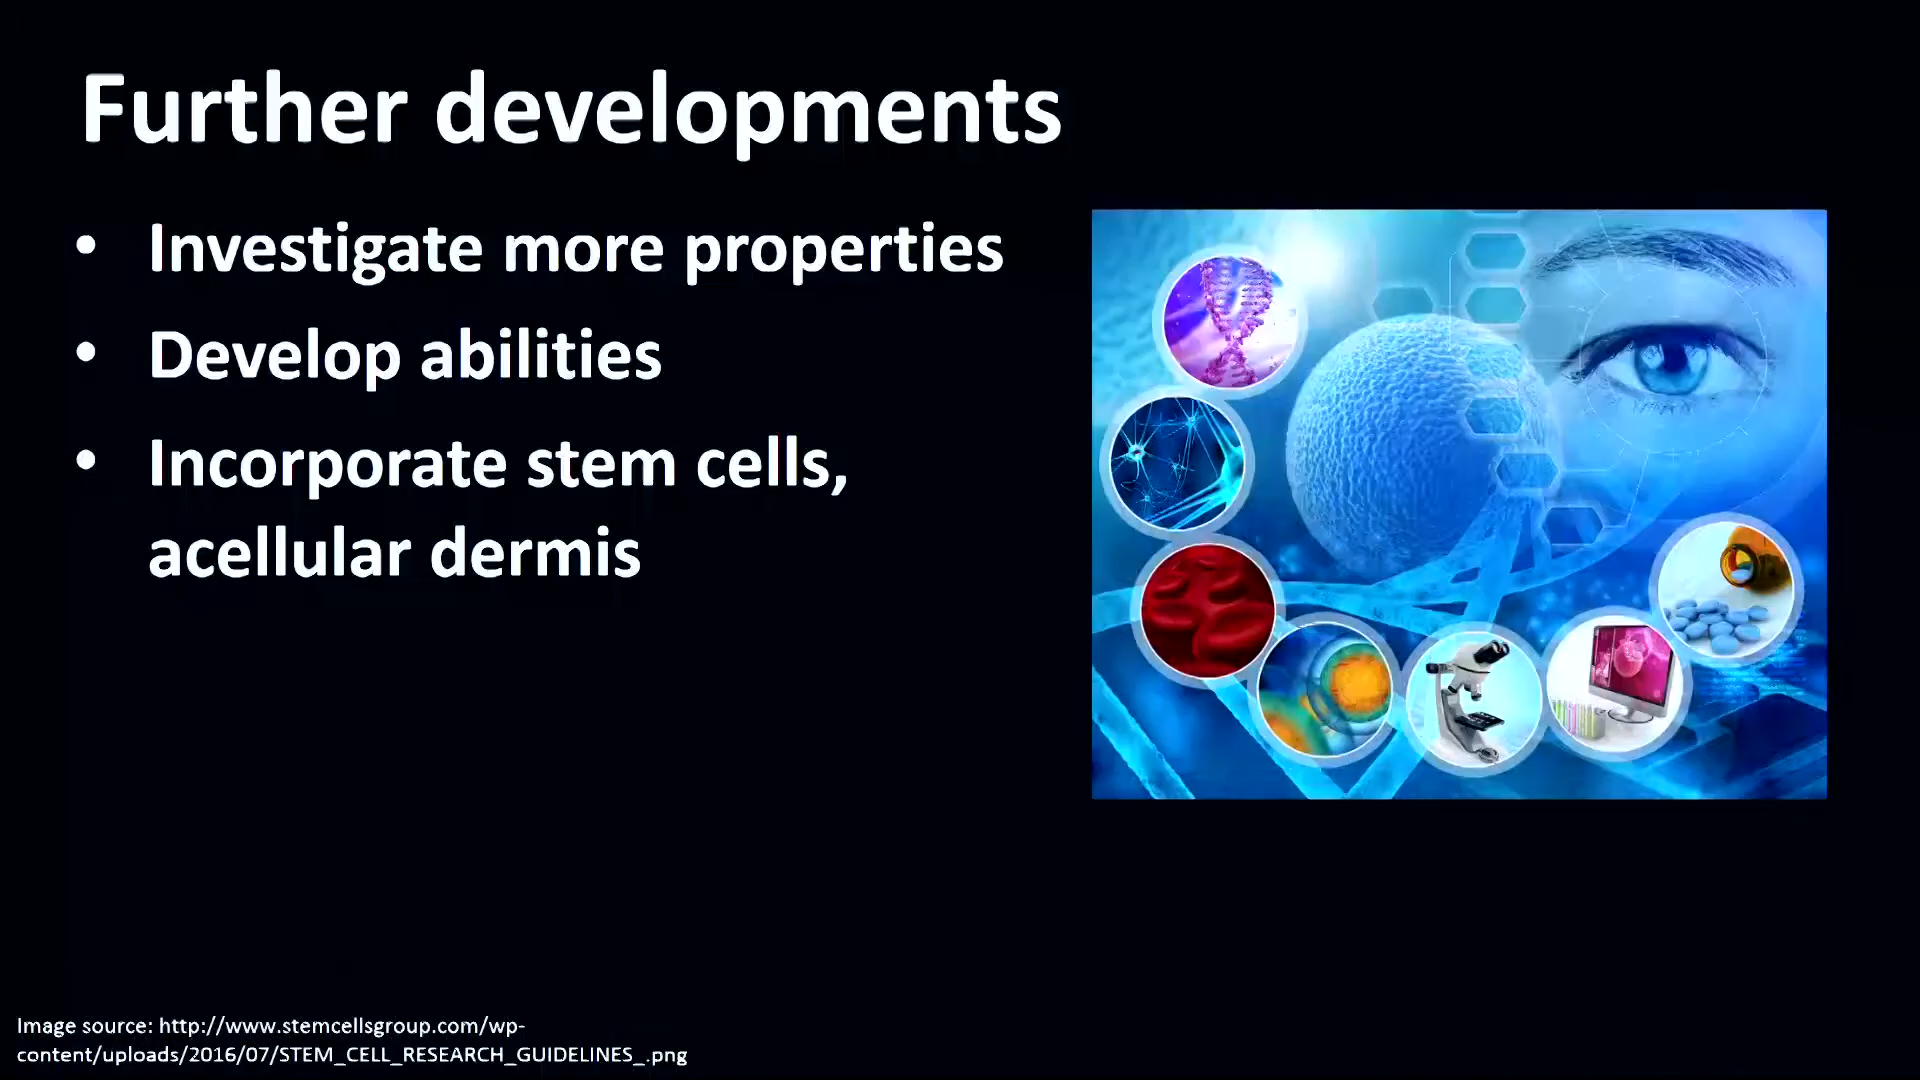 Further developments
• Investigate more properties
• Develop abilities
• Incorporate stem cells,
acellular dermis
Image source: http://www.stemcellsgroup.com/wp-
content/uploads/2016/07/STEM_CELL_RESEARCH_GUIDELINES_.png